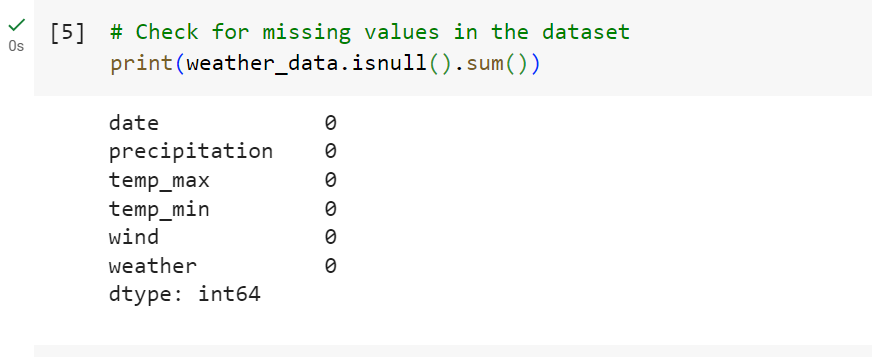 [5] # Check for missing values in the dataset
0s
print(weather_data.isnull().sum())
date 0
precipitation 0
temp_max 0
temp_min 0
wind 0
weather 0
dtype: int64